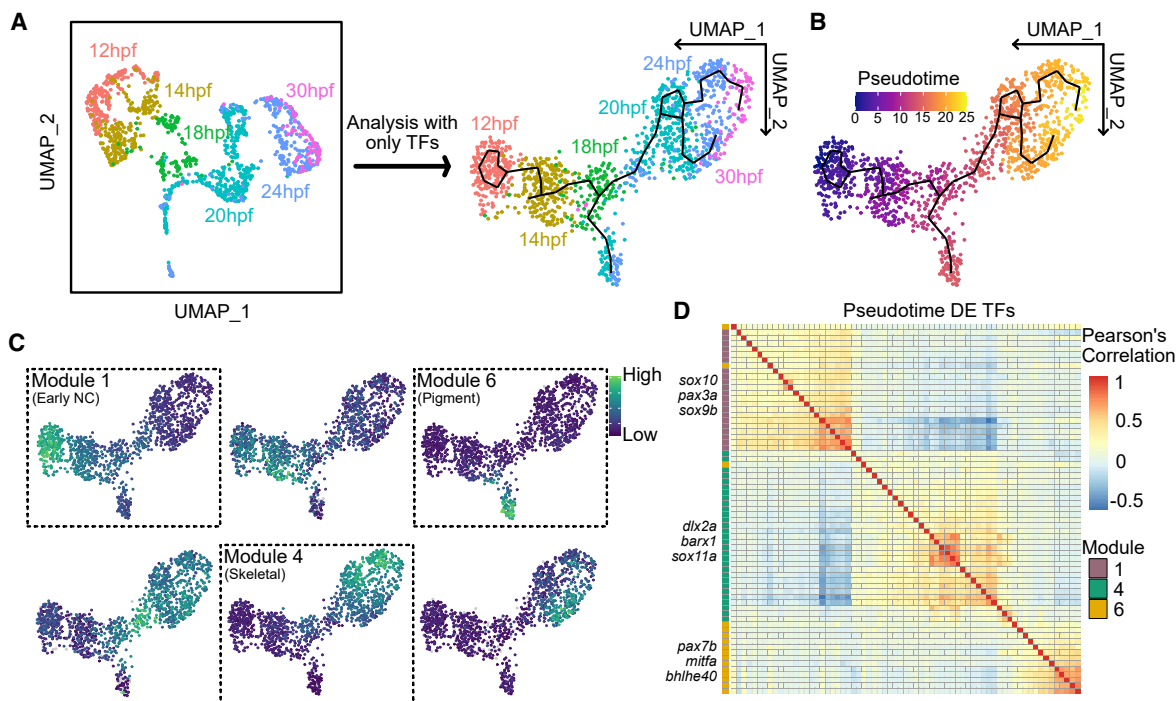 A
12hpf
14hpf
30hpf
18hpf
24hpf
20hpf
UMAP_2
UMAP_1
Analysis with
only TFs
UMAP_1
UMAP_2
24hpf
20hpf
12hpf
18hpf
30hpf
14hpf
B
UMAP_1
UMAP_2
Pseudotime
0 5 10 15 20 25
C
Module 1
(Early NC)
Module 6
(Pigment)
High
Low
Module 4
(Skeletal)
D
Pseudotime DE TFs
sox10
pax3a
sox9b
dlx2a
barx1
sox11a
pax7b
mitfa
bhlhe40
Pearson's
Correlation
1
0.5
0
-0.5
Module
1
4
6